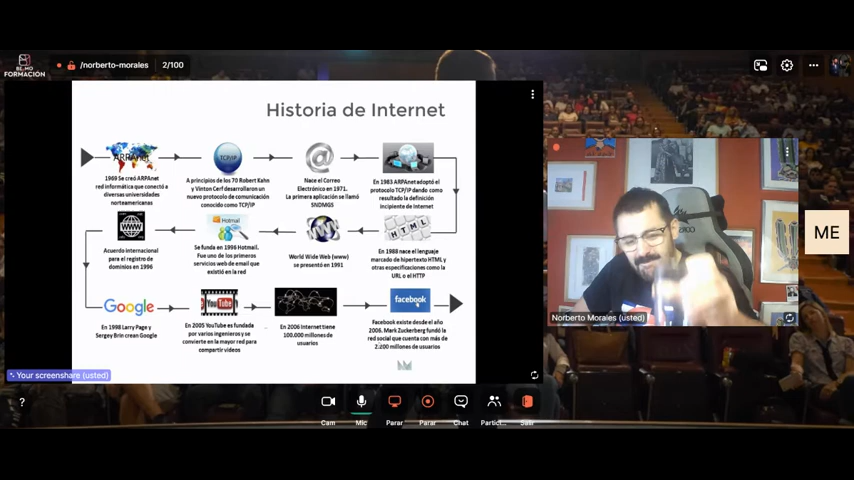 BLMO
FORMACIÓN
/norberto-morales
2/100
Historia de Internet
ARPAnet
TCP/IP
1969 Se creó ARPAnet
red informática que conectó a
diversas universidades
norteamericanas
A principios de los 70 Robert Kahn
y Vinton Cerf desarrollaron un
nuevo protocolo de comunicación
conocido como TCP/IP
Nace el Correo
Electrónico en 1971.
La primera aplicación se llamó
SNDMGS
En 1983 ARPAnet adoptó el
protocolo TCP/IP dando como
resultado la definición
incipiente de Internet
WWW
Hotmail
WWW
HTML
Acuerdo internacional
para el registro de
dominios en 1996
Se funda en 1996 Hotmail.
Fue uno de los primeros
servicios web de email que
existió en la red
World Wide Web (www)
se presentó en 1991
En 1988 nace el lenguaje
marcado de hipertexto HTML y
otras especificaciones como la
URL o el HTTP
Google
YouTube
facebook
En 1998 Larry Page y
Sergey Brin crean Google
En 2005 YouTube es fundada
por varios ingenieros y se
convierte en la mayor red para
compartir vídeos
En 2006 Internet tiene
100.000 millones de
usuarios
Facebook existe desde el año
2006. Mark Zuckerberg fundó la
red social que cuenta con más de
2.200 millones de usuarios
Your screenshare (usted)
Norberto Morales (usted)
ME
?
Cam
Mic
Parar
Parar
Chat
Partici...
Salir